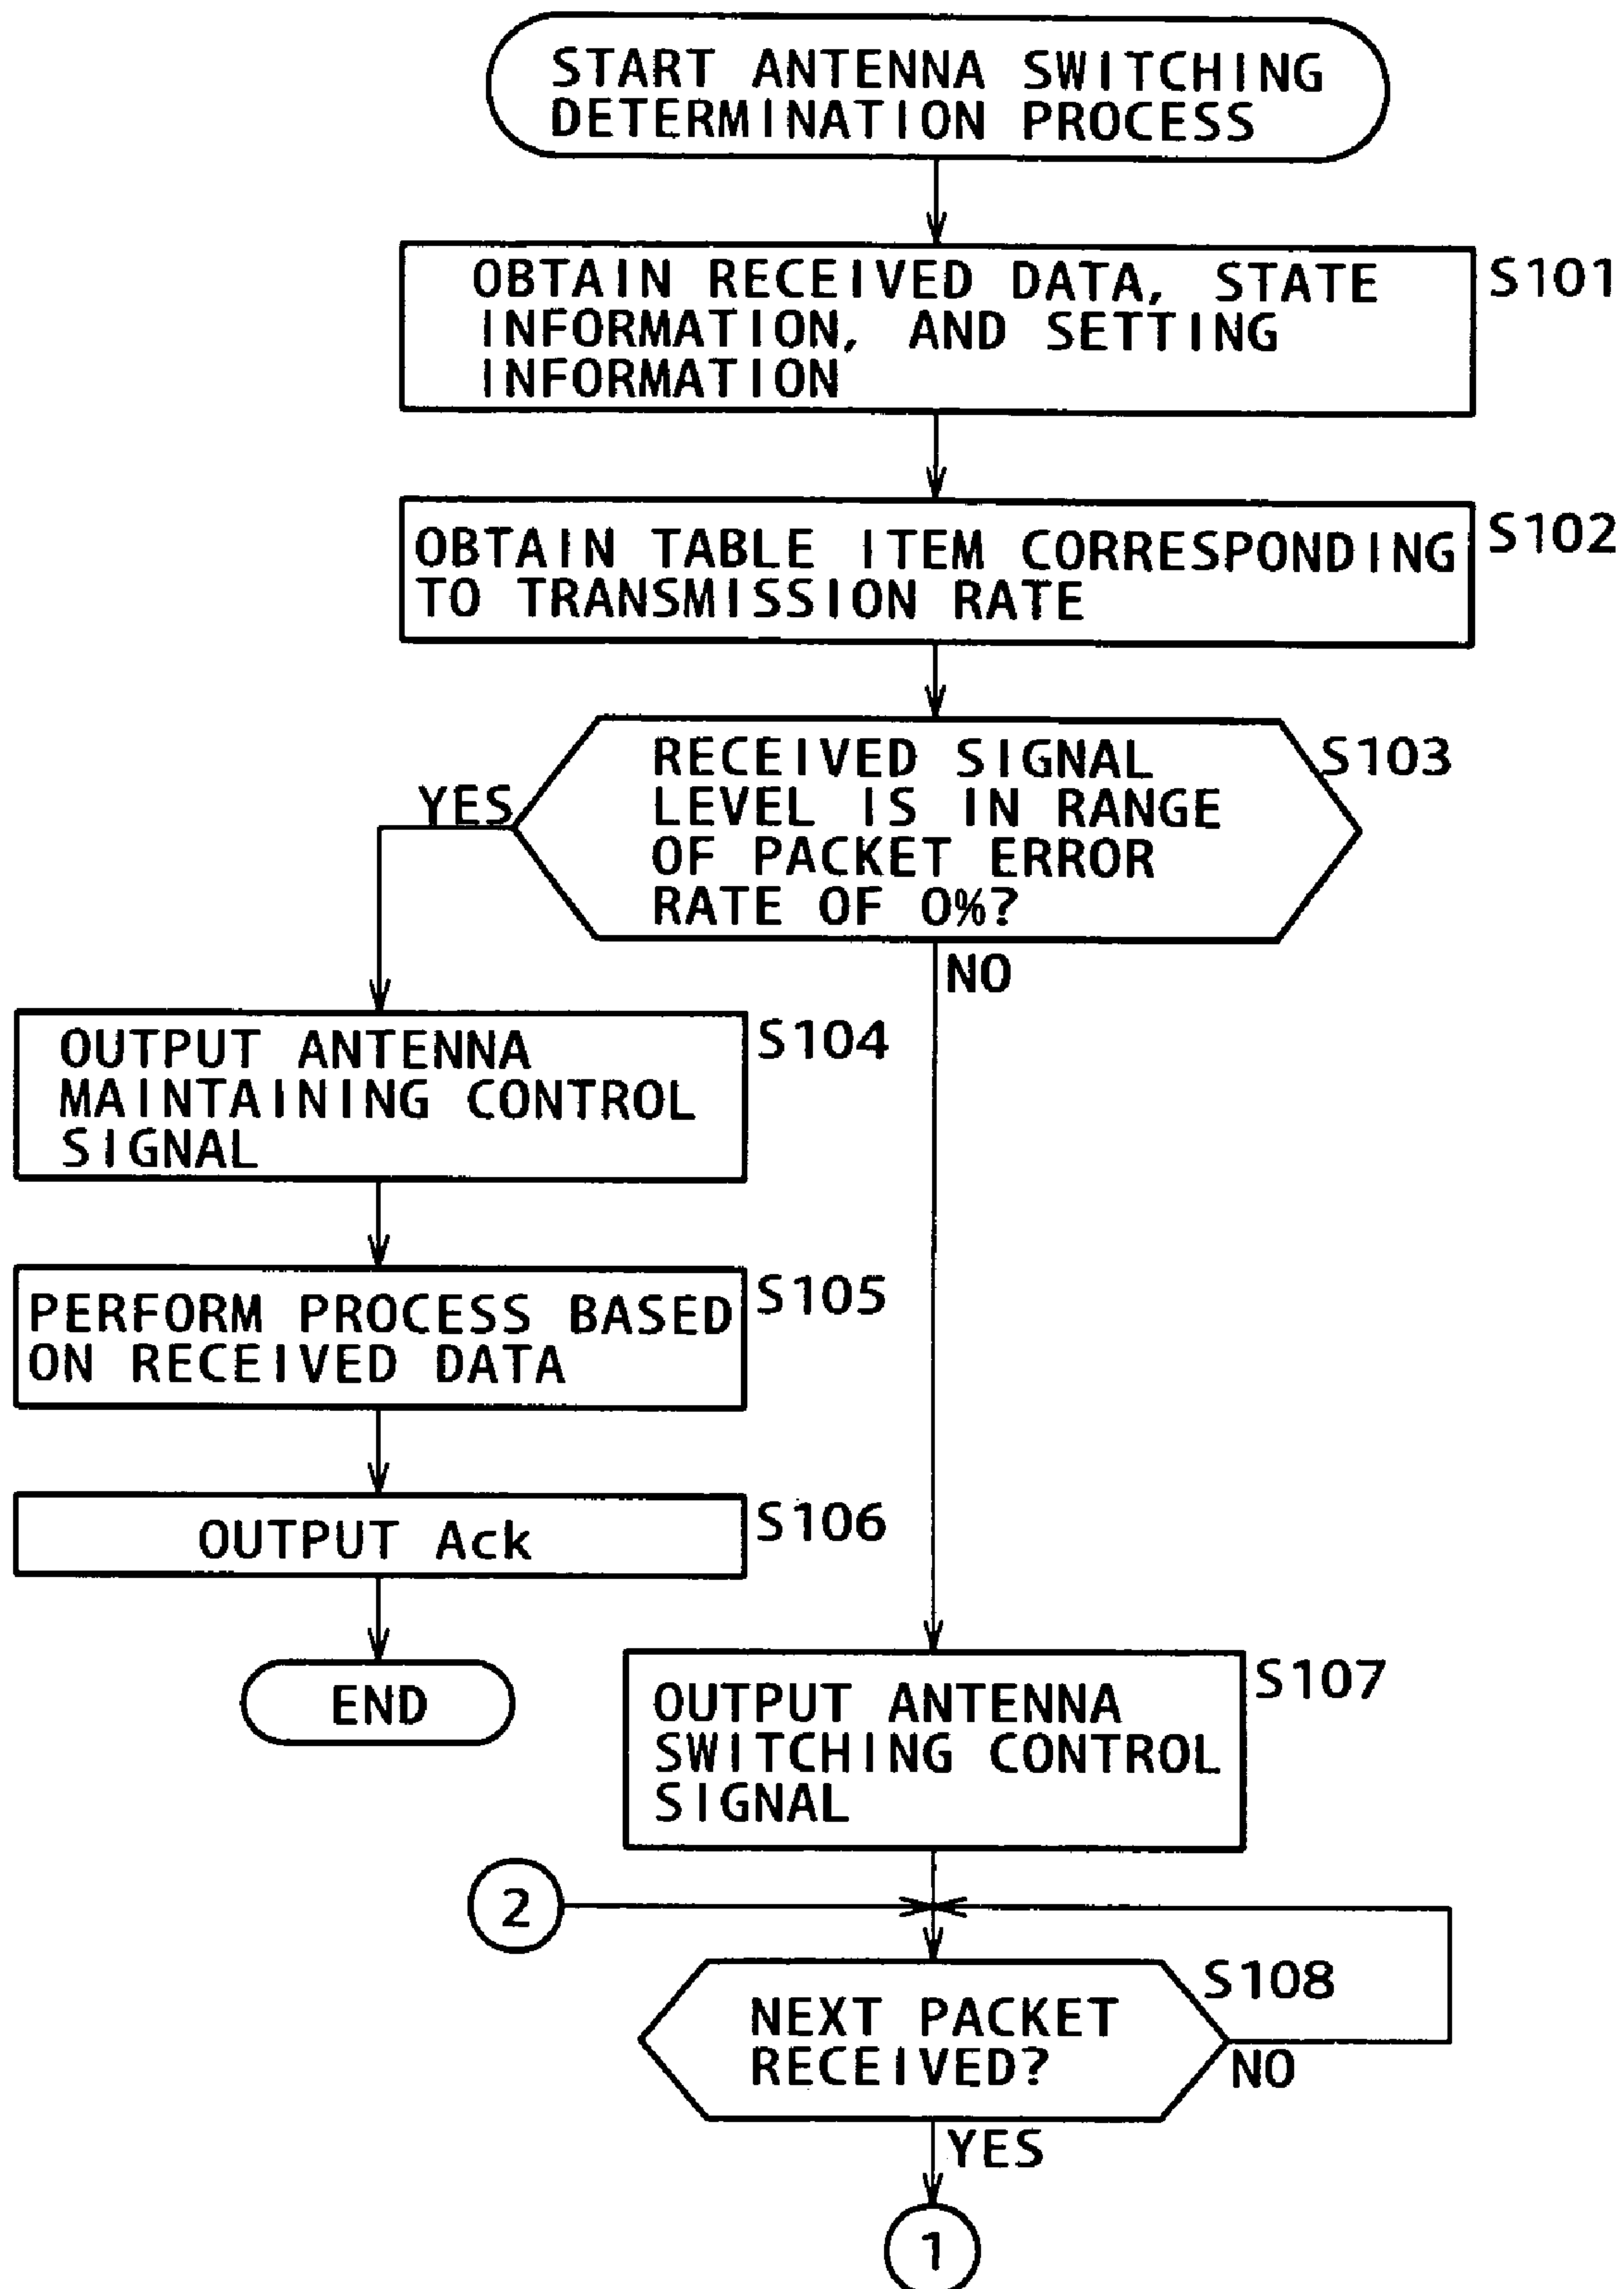 START ANTENNA SWITCHING
DETERMINATION PROCESS
OBTAIN RECEIVED DATA, STATE
INFORMATION, AND SETTING
INFORMATION
S101
OBTAIN TABLE ITEM CORRESPONDING
TO TRANSMISSION RATE
S102
RECEIVED SIGNAL
LEVEL IS IN RANGE
OF PACKET ERROR
RATE OF 0%?
S103
YES
NO
OUTPUT ANTENNA
MAINTAINING CONTROL
SIGNAL
S104
PERFORM PROCESS BASED
ON RECEIVED DATA
S105
OUTPUT Ack
S106
END
OUTPUT ANTENNA
SWITCHING CONTROL
SIGNAL
S107
2
NEXT PACKET
RECEIVED?
S108
NO
YES
1